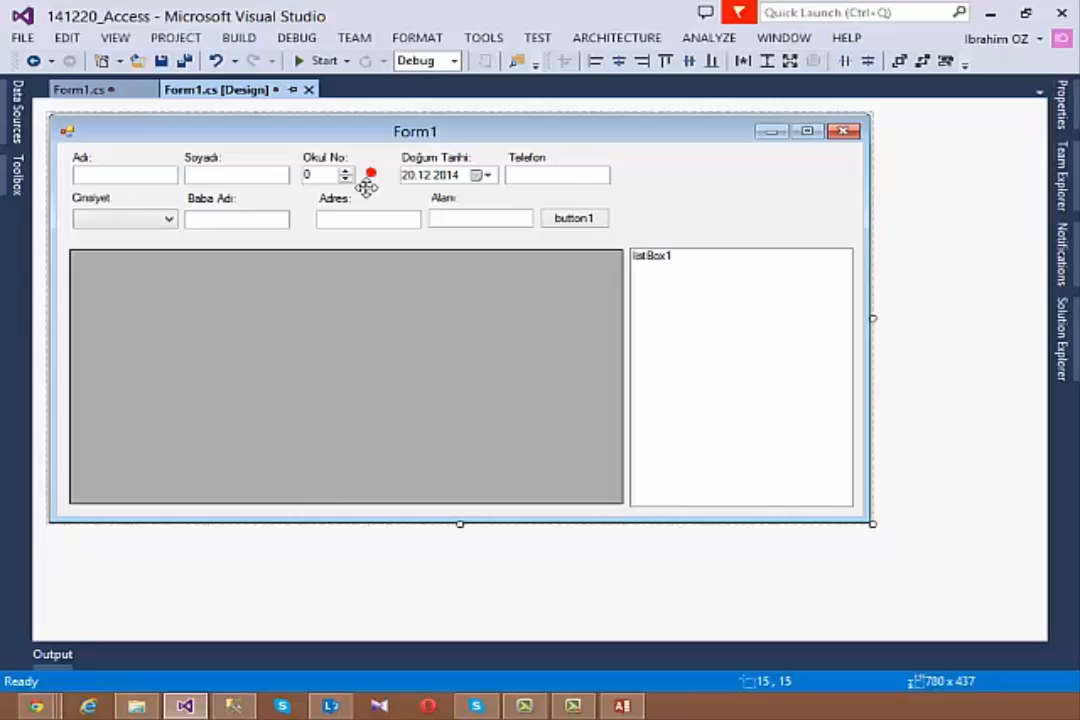 141220_Access - Microsoft Visual Studio
Quick Launch (Ctrl+Q)
FILE EDIT VIEW PROJECT BUILD DEBUG TEAM FORMAT TOOLS TEST ARCHITECTURE ANALYZE WINDOW HELP Ibrahim OZ IO
Start Debug
Form1.cs Form1.cs [Design]
Data Sources
Toolbox
Form1
Adı: Soyadı: Okul No: Doğum Tarihi: Telefon
0 20.12.2014
Cinsiyet Baba Adı: Adres: Alanı:
button1
listBox1
Properties
Team Explorer
Notifications
Solution Explorer
Output
Ready 15, 15 780 x 437